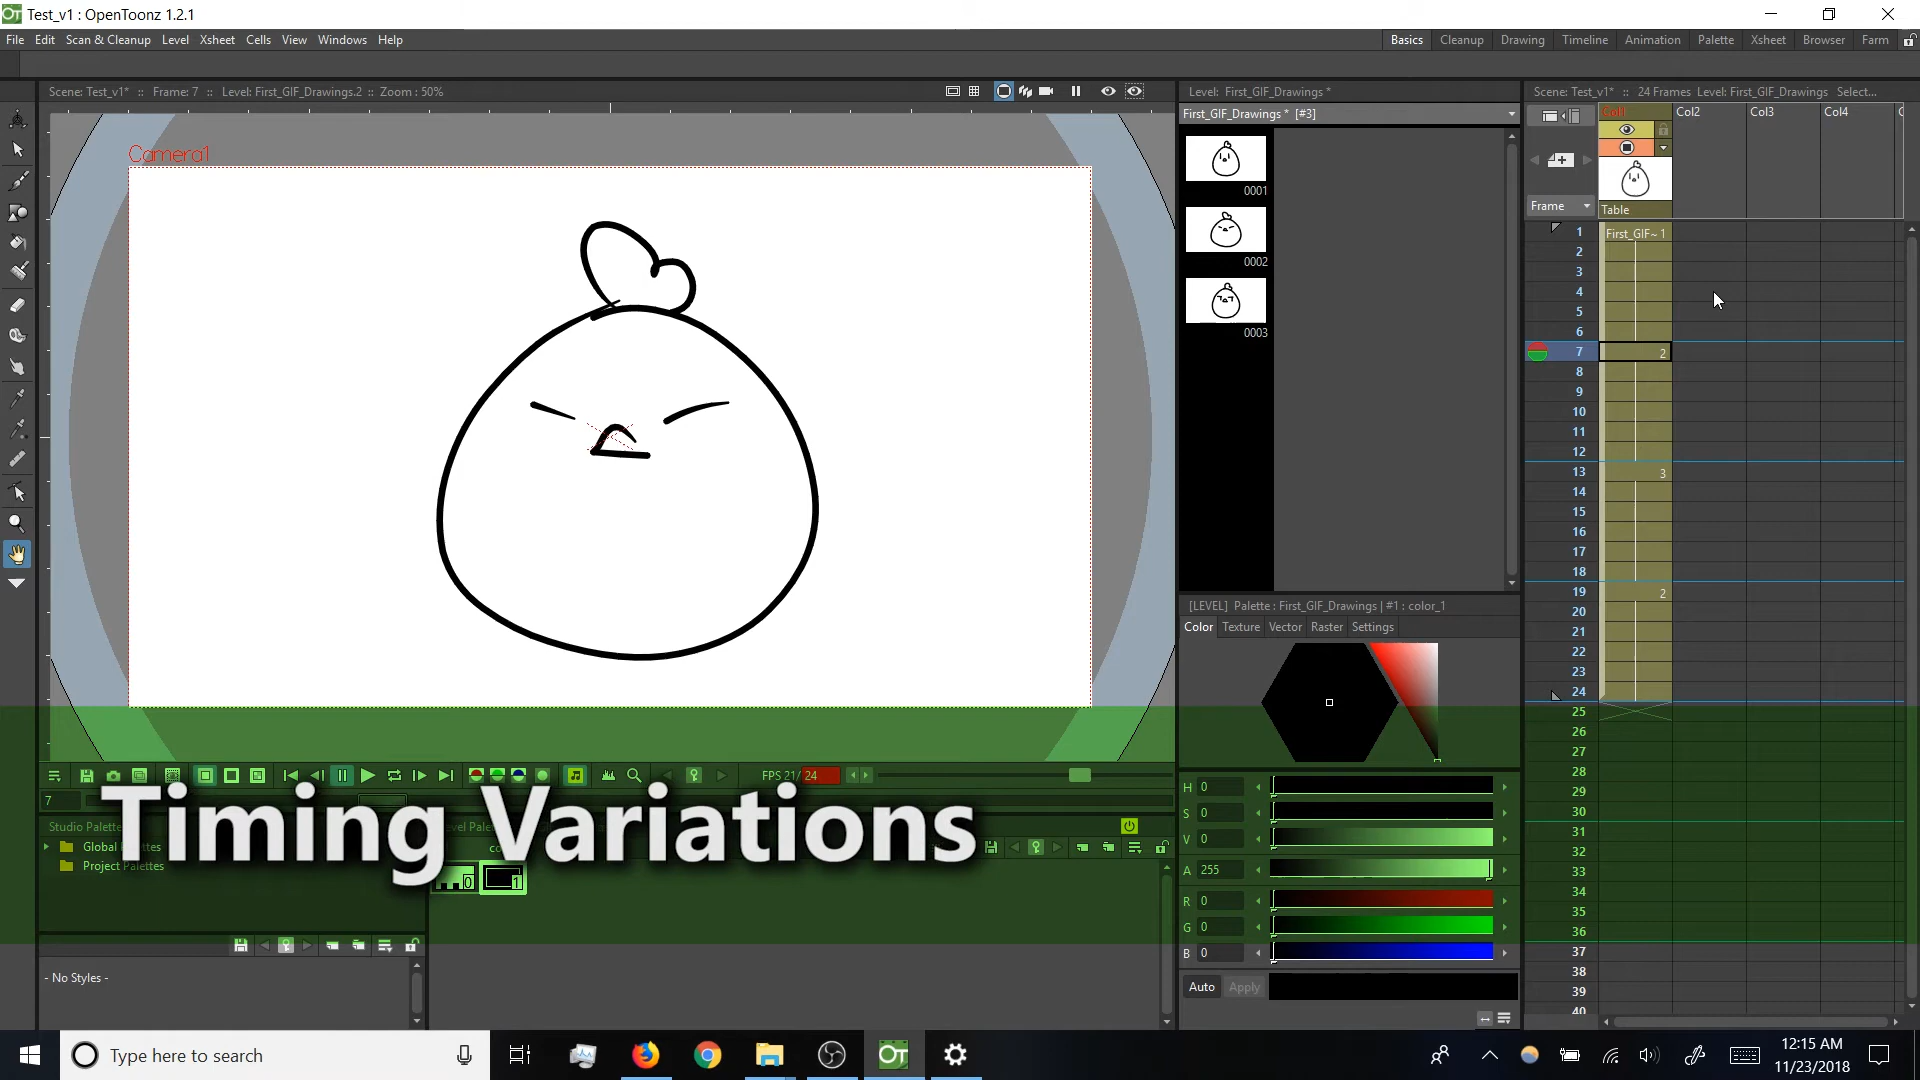 Test_v1 : OpenToonz 1.2.1
File Edit Scan & Cleanup Level Xsheet Cells View Windows Help
Basics Cleanup Drawing Timeline Animation Palette Xsheet Browser Farm
Scene: Test_v1* :: Frame: 7 :: Level: First_GIF_Drawings.2 :: Zoom : 50%
Camera1
Level: First_GIF_Drawings *
First_GIF_Drawings * [#3]
0001
0002
0003
Scene: Test_v1* :: 24 Frames Level: First_GIF_Drawings Select...
Col1 Col2 Col3 Col4
Frame
Table
1 First_GIF~ 1
2
3
4
5
6
7 2
8
9
10
11
12
13 3
14
15
16
17
18
19 2
20
21
22
23
24
25
26
27
28
29
30
31
32
33
34
35
36
37
38
39
40
[LEVEL] Palette : First_GIF_Drawings | #1 : color_1
Color Texture Vector Raster Settings
H 0
S 0
V 0
A 255
R 0
G 0
B 0
Auto Apply
FPS 21/ 24
7
Timing Variations
Studio Palette
Global Palettes
Project Palettes
0 1
- No Styles -
Type here to search
12:15 AM
11/23/2018